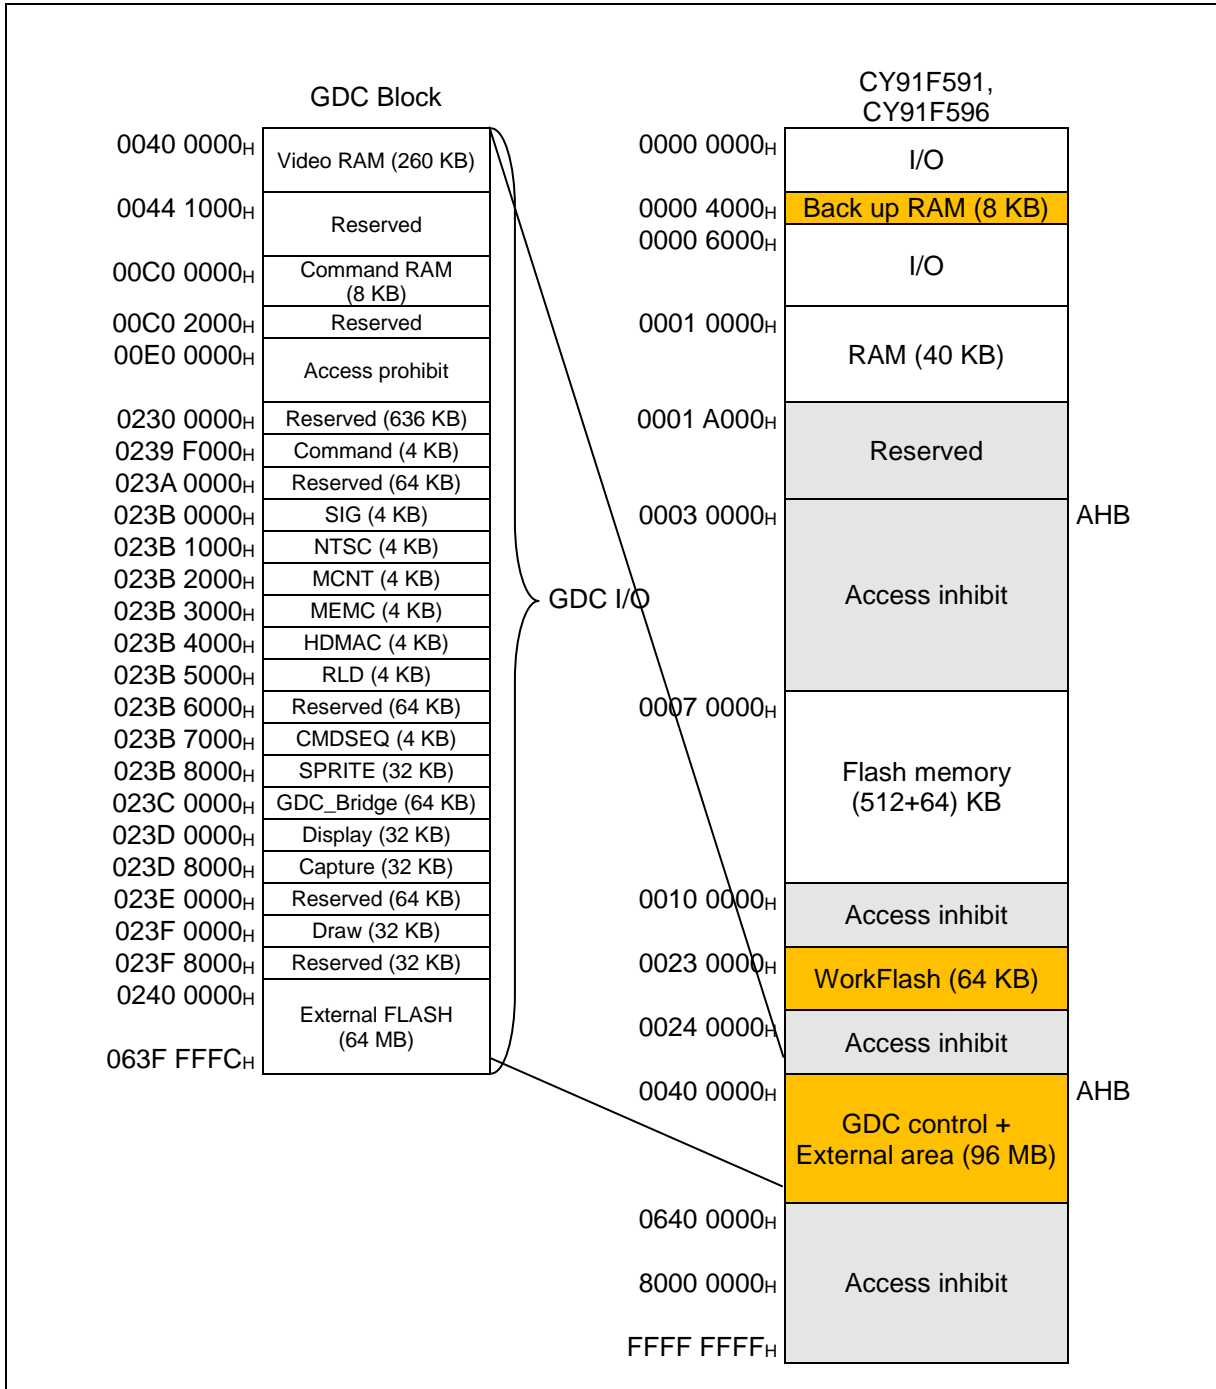 GDC Block
0040 0000H
Video RAM (260 KB)
0044 1000H
Reserved
00C0 0000H
Command RAM
(8 KB)
00C0 2000H
Reserved
00E0 0000H
Access prohibit
0230 0000H
Reserved (636 KB)
0239 F000H
Command (4 KB)
023A 0000H
Reserved (64 KB)
023B 0000H
SIG (4 KB)
023B 1000H
NTSC (4 KB)
023B 2000H
MCNT (4 KB)
023B 3000H
MEMC (4 KB)
023B 4000H
HDMAC (4 KB)
023B 5000H
RLD (4 KB)
023B 6000H
Reserved (64 KB)
023B 7000H
CMDSEQ (4 KB)
023B 8000H
SPRITE (32 KB)
023C 0000H
GDC_Bridge (64 KB)
023D 0000H
Display (32 KB)
023D 8000H
Capture (32 KB)
023E 0000H
Reserved (64 KB)
023F 0000H
Draw (32 KB)
023F 8000H
Reserved (32 KB)
0240 0000H
External FLASH
(64 MB)
063F FFFCH
GDC I/O
CY91F591,
CY91F596
0000 0000H
I/O
0000 4000H
Back up RAM (8 KB)
0000 6000H
I/O
0001 0000H
RAM (40 KB)
0001 A000H
Reserved
0003 0000H
AHB
Access inhibit
0007 0000H
Flash memory
(512+64) KB
0010 0000H
Access inhibit
0023 0000H
WorkFlash (64 KB)
0024 0000H
Access inhibit
0040 0000H
AHB
GDC control +
External area (96 MB)
0640 0000H
8000 0000H
Access inhibit
FFFF FFFFH